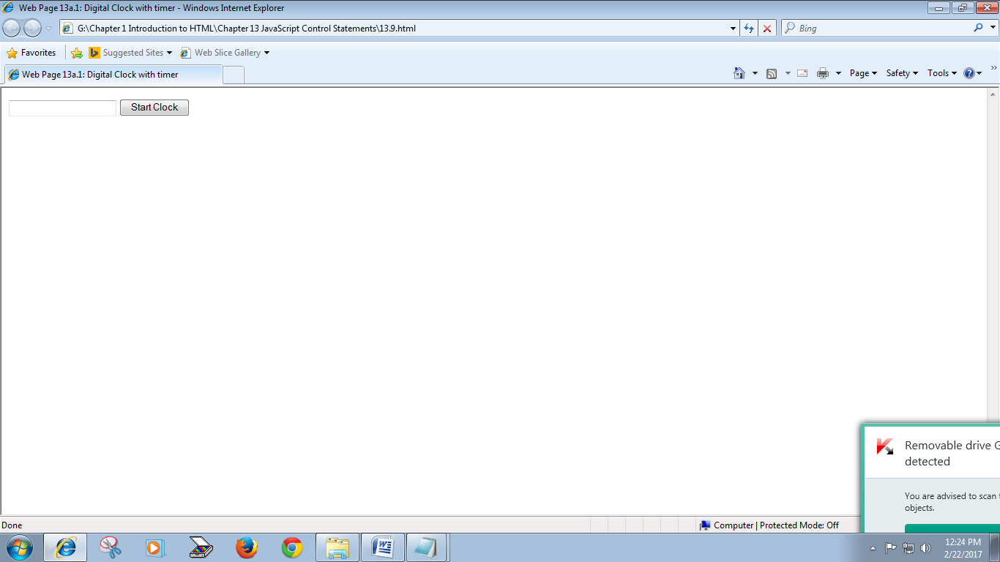 Web Page 13a.1: Digital Clock with timer - Windows Internet Explorer
G:\Chapter 1 Introduction to HTML\Chapter 13 JavaScript Control Statements\13.9.html
Bing
Favorites
Suggested Sites
Web Slice Gallery
Web Page 13a.1: Digital Clock with timer
Page
Safety
Tools
Start Clock
Removable drive G
detected
You are advised to scan t
objects.
Done
Computer | Protected Mode: Off
12:24 PM
2/22/2017